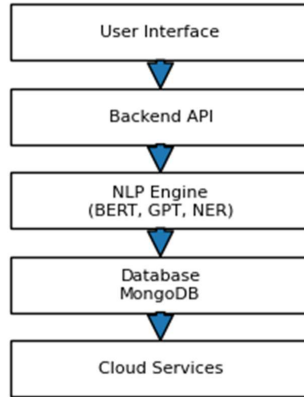 User Interface
Backend API
NLP Engine
(BERT, GPT, NER)
Database
MongoDB
Cloud Services